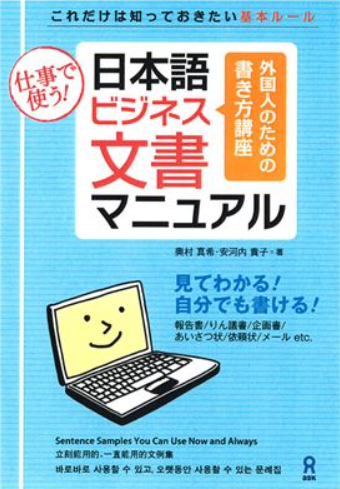 これだけは知っておきたい基本ルール
仕事で
使う!
日本語
ビジネス
文書
マニュアル
外国人のための
書き方講座
奥村 真希・安河内 貴子・著
見てわかる!
自分でも書ける!
報告書/りん議書/企画書/
あいさつ状/依頼状/メール etc.
Sentence Samples You Can Use Now and Always
立刻能用的、一直能用的文例集
바로바로 사용할 수 있고, 오랫동안 사용할 수 있는 문례집
ask